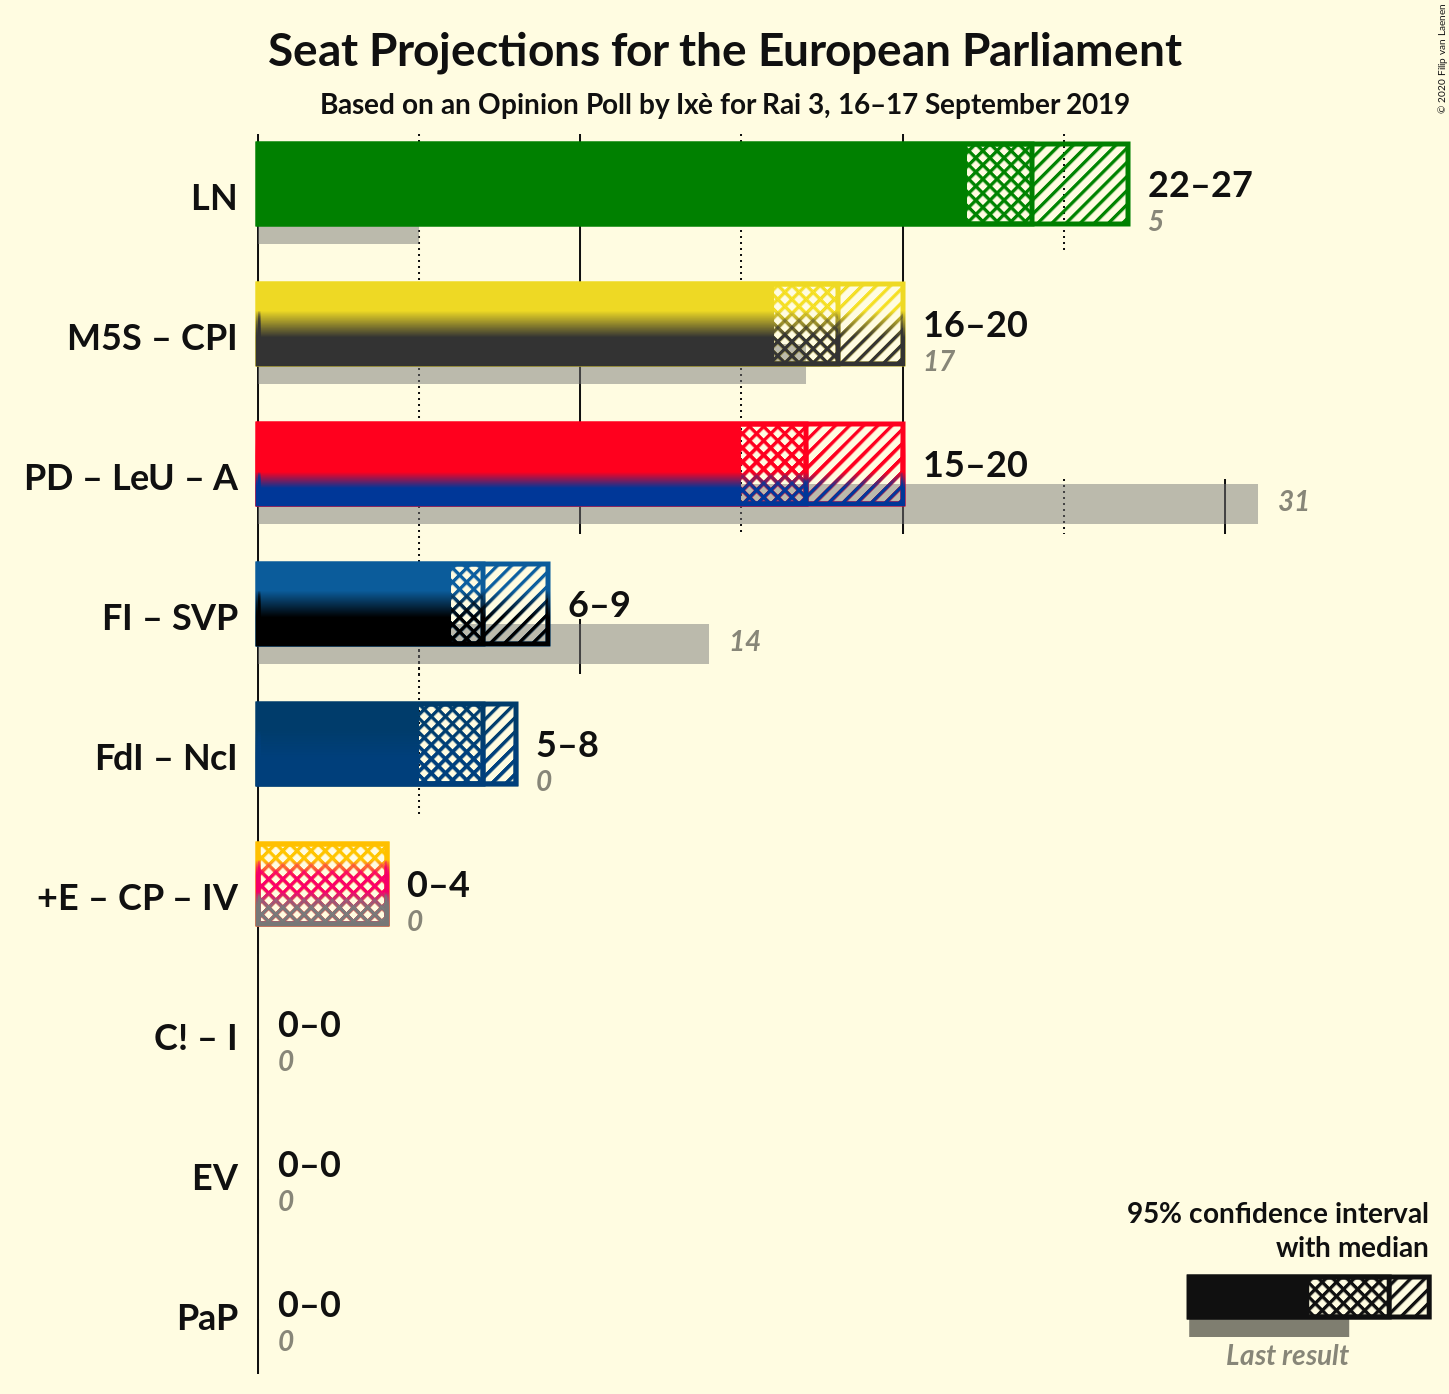 Seat Projections for the European Parliament
Based on an Opinion Poll by Ixè for Rai 3, 16–17 September 2019
© 2020 Filip van Laenen
LN
22–27
5
M5S – CPI
16–20
17
PD – LeU – A
15–20
31
FI – SVP
6–9
14
FdI – NcI
5–8
0
+E – CP – IV
0–4
0
C! – I
0–0
0
EV
0–0
0
PaP
0–0
0
95% confidence interval
with median
Last result